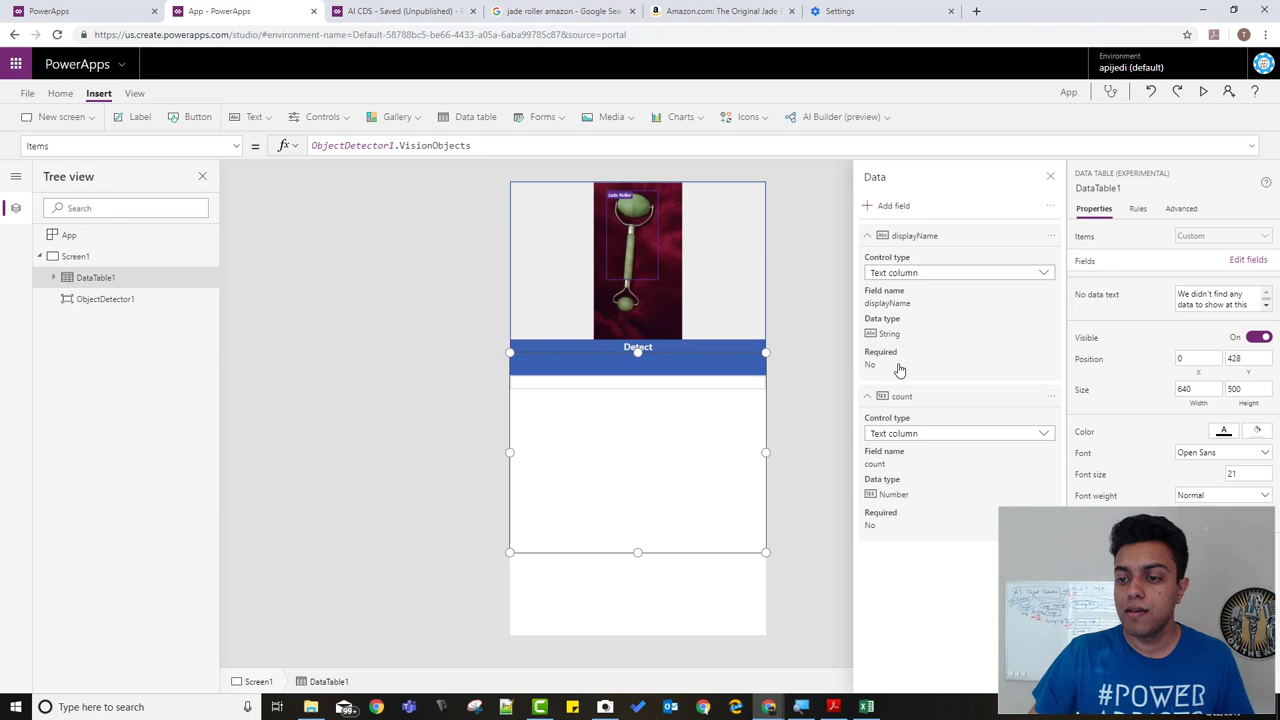 PowerApps
App - PowerApps
AI CDS - Saved (Unpublished) - P
jade roller amazon - Google Sea
Amazon.com: The Original Jade
Settings
https://us.create.powerapps.com/studio/#environment-name=Default-58788bc5-be66-4433-a05a-6aba99785c87&source=portal
PowerApps
Environment
apijedi (default)
File Home Insert View
App
New screen Label Button Text Controls Gallery Data table Forms Media Charts Icons AI Builder (preview)
Items = fx ObjectDetector1.VisionObjects
Tree view
Search
App
Screen1
DataTable1
ObjectDetector1
Jade Roller
Detect
Data
Add field
displayName
Control type
Text column
Field name
displayName
Data type
Abc String
Required
No
count
Control type
Text column
Field name
count
Data type
123 Number
Required
No
DATA TABLE (EXPERIMENTAL)
DataTable1
Properties Rules Advanced
Items Custom
Fields Edit fields
No data text We didn't find any
data to show at this
Visible On
Position 0 428
X Y
Size 640 500
Width Height
Color
Font Open Sans
Font size 21
Font weight Normal
#POWER
ADDICTS
Screen1 DataTable1
Type here to search
99+